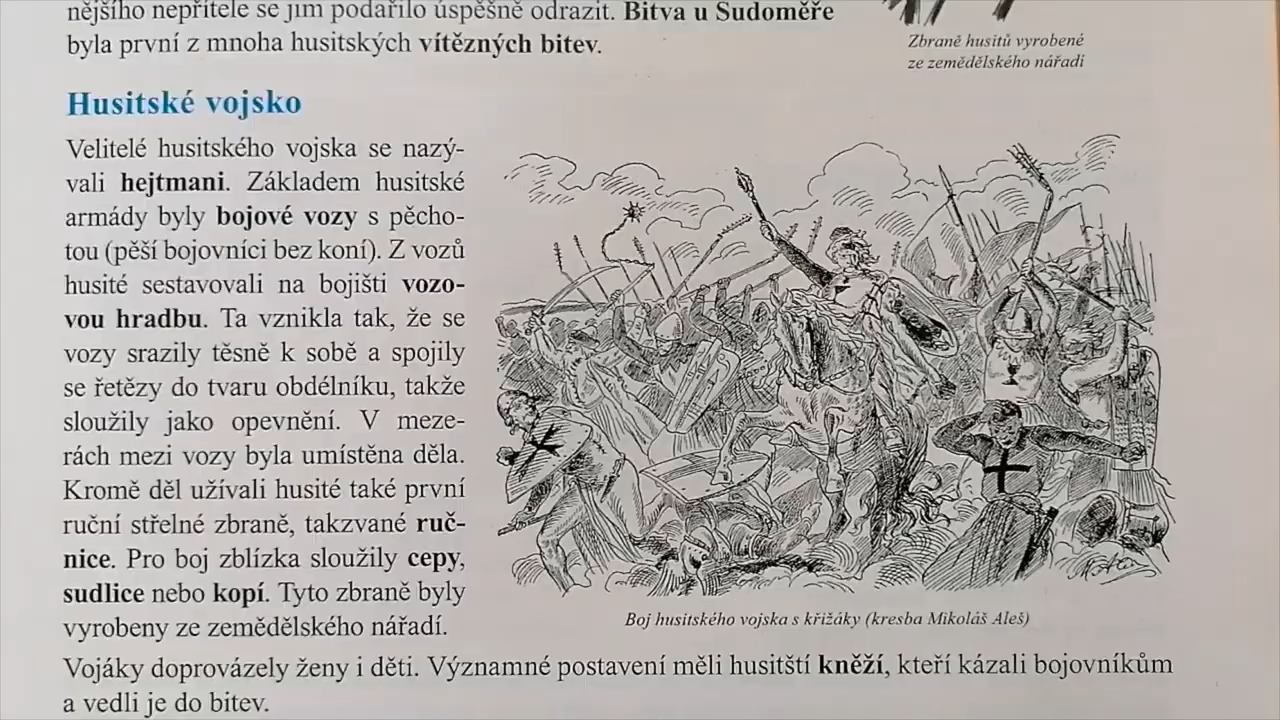 nějšího nepřítele se jim podařilo úspěšně odrazit. Bitva u Sudoměře
byla první z mnoha husitských vítězných bitev.
Zbraně husitů vyrobené
ze zemědělského nářadí
Husitské vojsko
Velitelé husitského vojska se nazý-
vali hejtmani. Základem husitské
armády byly bojové vozy s pěcho-
tou (pěší bojovníci bez koní). Z vozů
husité sestavovali na bojišti vozo-
vou hradbu. Ta vznikla tak, že se
vozy srazily těsně k sobě a spojily
se řetězy do tvaru obdélníku, takže
sloužily jako opevnění. V meze-
rách mezi vozy byla umístěna děla.
Kromě děl užívali husité také první
ruční střelné zbraně, takzvané ruč-
nice. Pro boj zblízka sloužily cepy,
sudlice nebo kopí. Tyto zbraně byly
vyrobeny ze zemědělského nářadí.
Boj husitského vojska s křižáky (kresba Mikoláš Aleš)
Vojáky doprovázely ženy i děti. Významné postavení měli husitští kněží, kteří kázali bojovníkům
a vedli je do bitev.